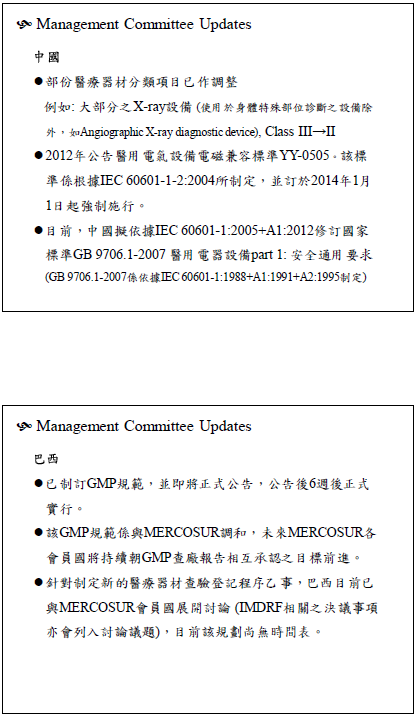 Management Committee Updates
中國
●部份醫療器材分類項目已作調整
例如: 大部分之X-ray設備 (使用於身體特殊部位診斷之設備除
外，如Angiographic X-ray diagnostic device), Class III→II
●2012年公告醫用電氣設備電磁兼容標準YY-0505。該標
準係根據IEC 60601-1-2:2004所制定，並訂於2014年1月
1日起強制施行。
●目前，中國擬依據IEC 60601-1:2005+A1:2012修訂國家
標準GB 9706.1-2007 醫用電器設備part 1: 安全通用要求
(GB 9706.1-2007係依據IEC 60601-1:1988+A1:1991+A2:1995制定)
Management Committee Updates
巴西
●已制訂GMP規範，並即將正式公告，公告後6週後正式
實行。
●該GMP規範係與MERCOSUR調和，未來MERCOSUR各
會員國將持續朝GMP查廠報告相互承認之目標前進。
●針對制定新的醫療器材查驗登記程序乙事，巴西目前已
與MERCOSUR會員國展開討論 (IMDRF相關之決議事項
亦會列入討論議題)，目前該規劃尚無時間表。